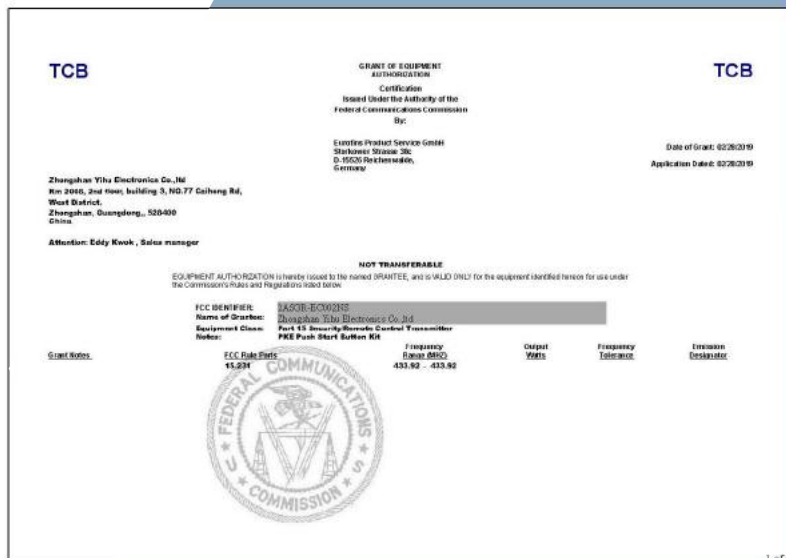 TCB
GRANT OF EQUIPMENT
AUTHORIZATION
TCB
Certification
Issued Under the Authority of the
Federal Communications Commission
By:
Eurofins Product Service GmbH
Storkower Strasse 38c
D-15526 Reichenwalde,
Germany
Date of Grant: 02/28/2019
Application Dated: 02/28/2019
Zhongshan Yihu Electronics Co.,ltd
Rm 2046, 2nd floor, building 3, NO.77 Caihong Rd,
West District.
Zhongshan, Guangdong,, 528400
China
Attention: Eddy Kwok , Sales manager
NOT TRANSFERABLE
EQUIPMENT AUTHORIZATION is hereby issued to the named GRANTEE, and is VALID ONLY for the equipment identified hereon for use under
the Commission's Rules and Regulations listed below.
FCC IDENTIFIER: 2ASGR-EC002NS
Name of Grantee: Zhongshan Yihu Electronics Co.,ltd
Equipment Class: Part 15 Security/Remote Control Transmitter
Notes: PKE Push Start Button Kit
Grant Notes FCC Rule Parts Frequency Range (MHZ) Output Watts Frequency Tolerance Emission Designator
15.231 433.92 - 433.92
FEDERAL COMMUNICATIONS COMMISSION U S